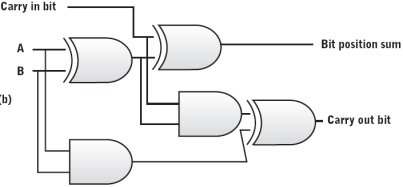 Carry in bit
A
Bit position sum
B
(b)
Carry out bit